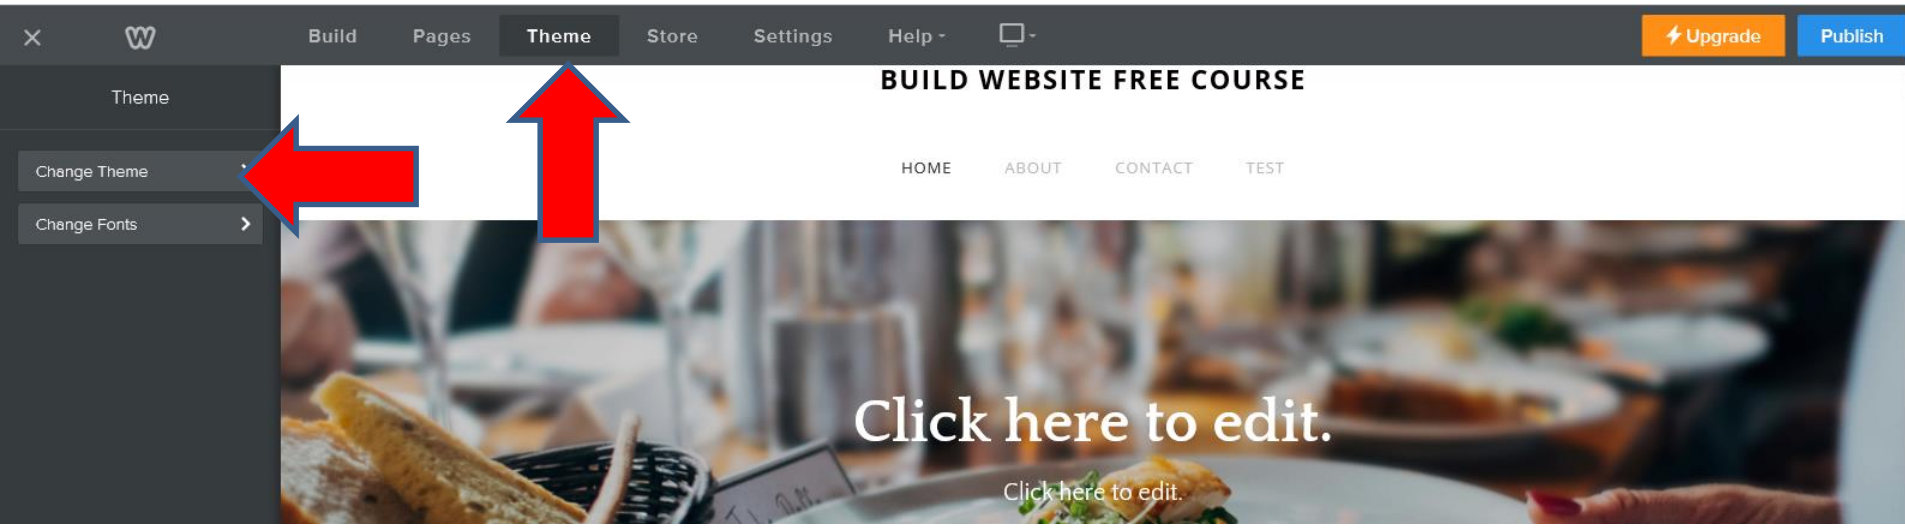 Build Pages Theme Store Settings Help
Upgrade Publish
Theme
Change Theme
Change Fonts
BUILD WEBSITE FREE COURSE
HOME ABOUT CONTACT TEST
Click here to edit.
Click here to edit.